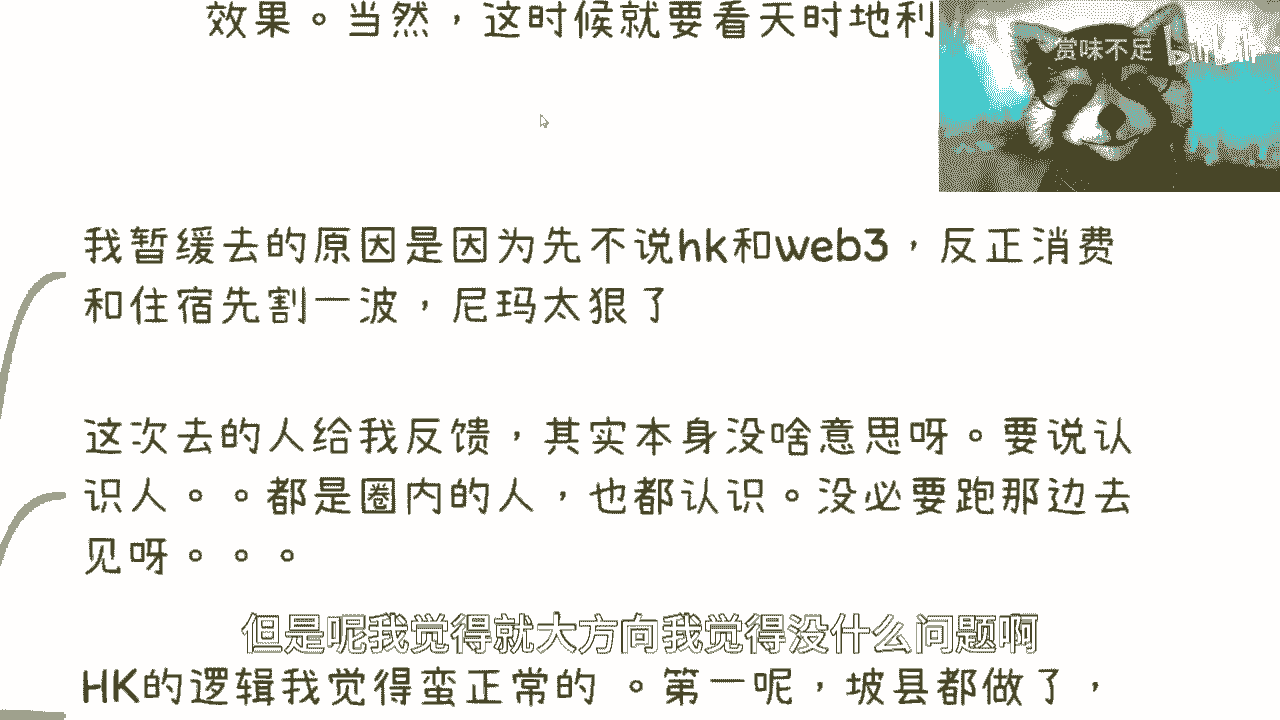 效果。当然，这时候就要看天时地利
赏味不足 bilibili
我暂缓去的原因是因为先不说hk和web3，反正消费
和住宿先割一波，尼玛太狠了
这次去的人给我反馈，其实本身没啥意思呀。要说认
识人。。都是圈内的人，也都认识。没必要跑那边去
见呀。。。
但是呢我觉得就大方向我觉得没什么问题啊
HK的逻辑我觉得蛮正常的 。第一呢，坡县都做了，